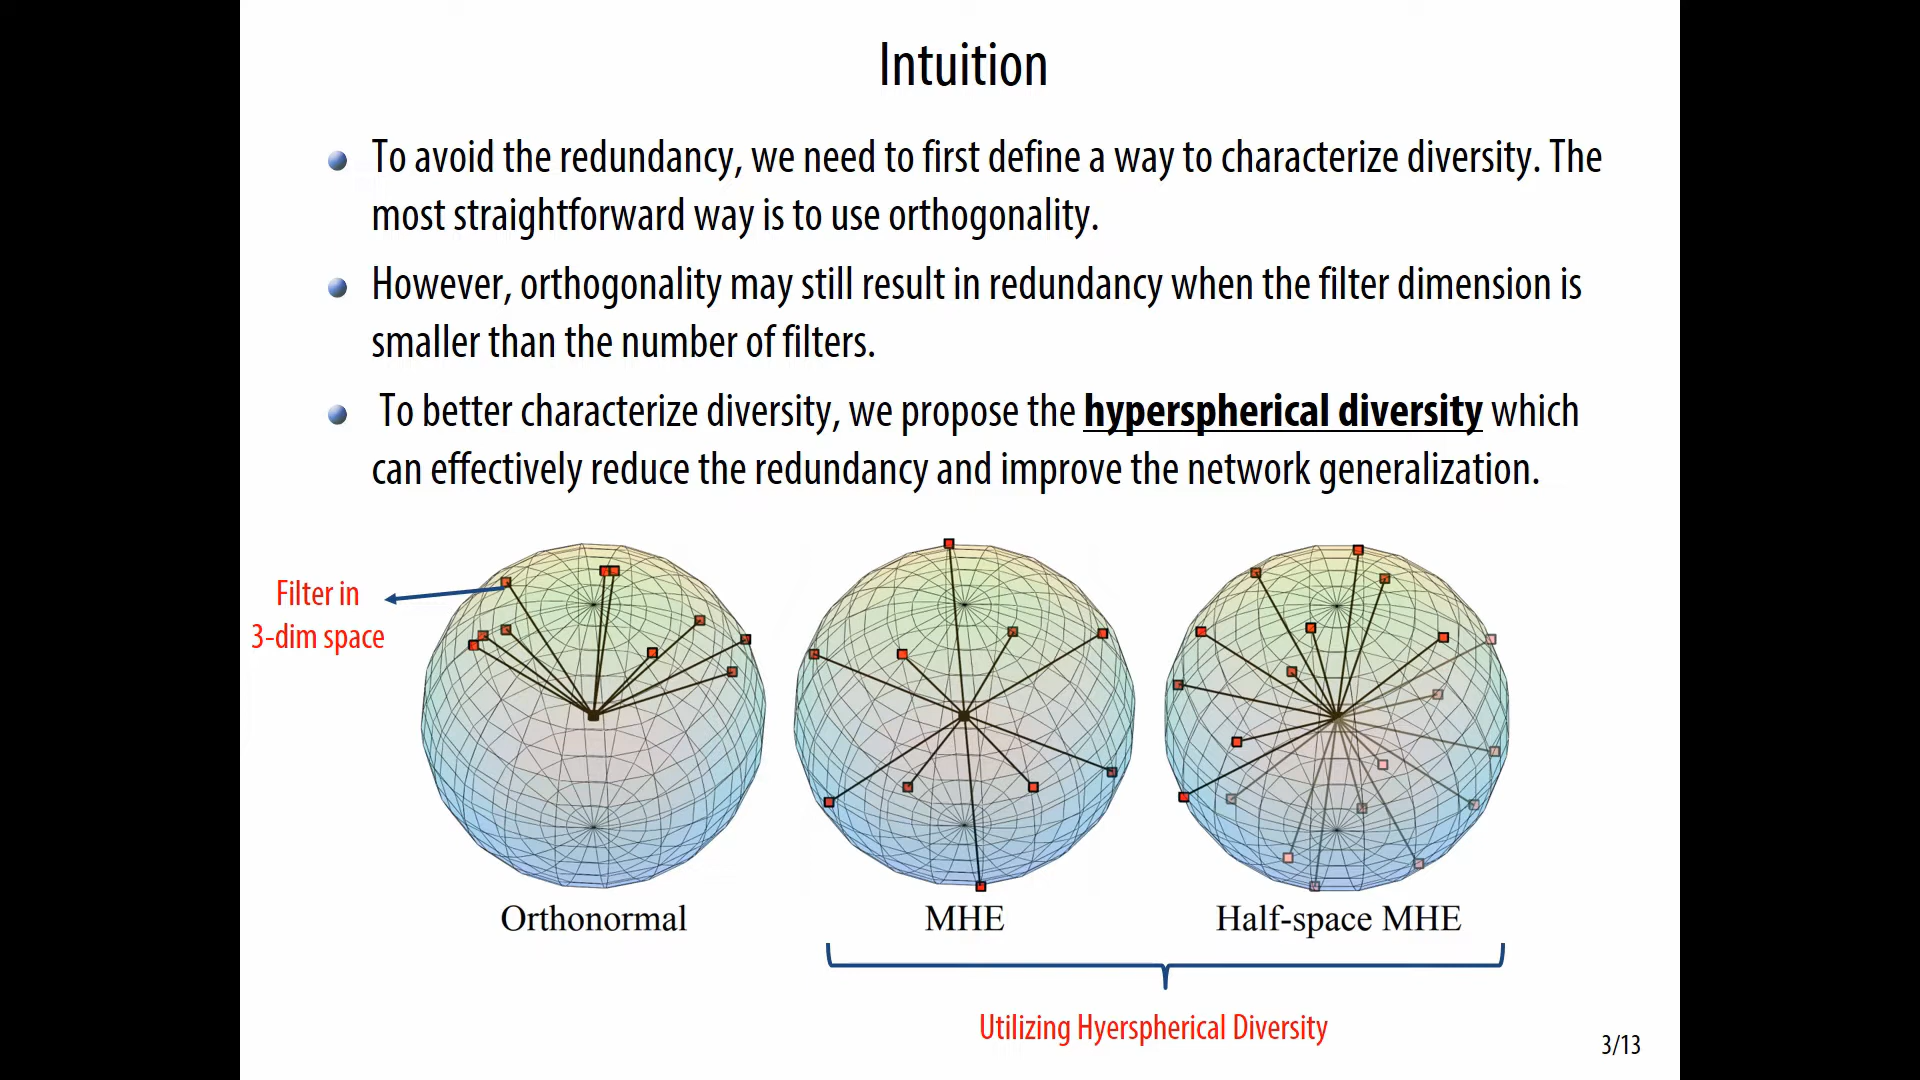 Intuition
To avoid the redundancy, we need to first define a way to characterize diversity. The
most straightforward way is to use orthogonality.
However, orthogonality may still result in redundancy when the filter dimension is
smaller than the number of filters.
To better characterize diversity, we propose the hyperspherical diversity which
can effectively reduce the redundancy and improve the network generalization.
Filter in
3-dim space
Orthonormal
MHE
Half-space MHE
Utilizing Hyerspherical Diversity
3/13